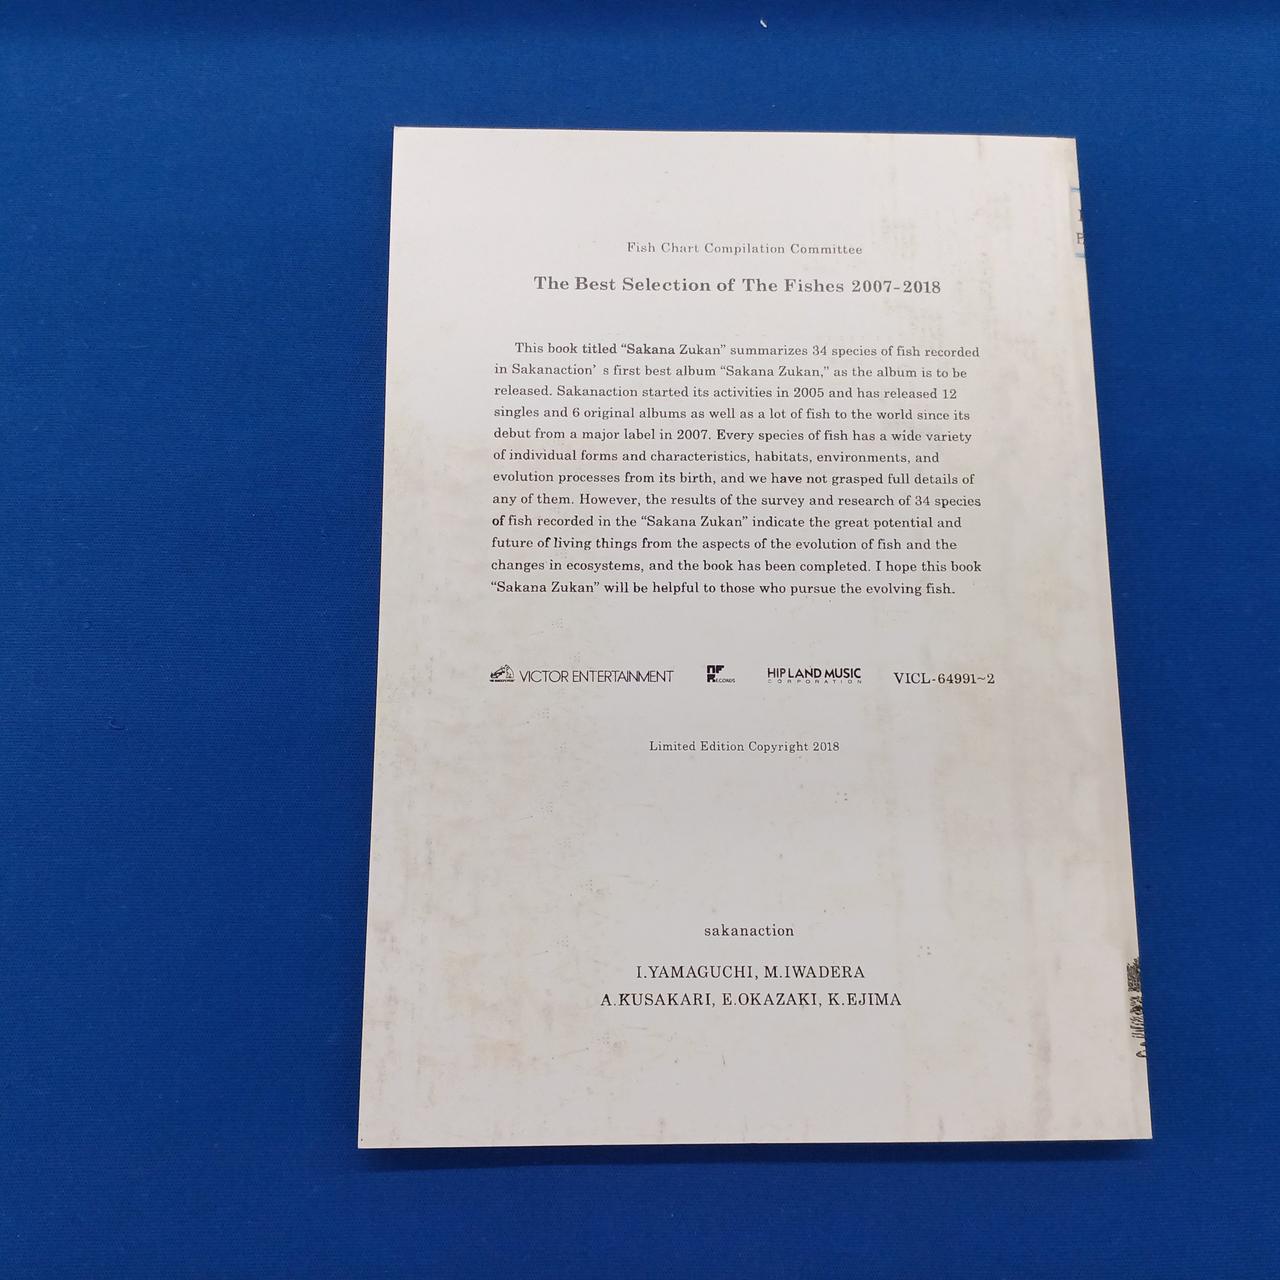 Fish Chart Compilation Committee
The Best Selection of The Fishes 2007-2018
This book titled “Sakana Zukan” summarizes 34 species of fish recorded
in Sakanaction’ s first best album “Sakana Zukan,” as the album is to be
released. Sakanaction started its activities in 2005 and has released 12
singles and 6 original albums as well as a lot of fish to the world since its
debut from a major label in 2007. Every species of fish has a wide variety
of individual forms and characteristics, habitats, environments, and
evolution processes from its birth, and we have not grasped full details of
any of them. However, the results of the survey and research of 34 species
of fish recorded in the “Sakana Zukan” indicate the great potential and
future of living things from the aspects of the evolution of fish and the
changes in ecosystems, and the book has been completed. I hope this book
“Sakana Zukan” will be helpful to those who pursue the evolving fish.
VICTOR ENTERTAINMENT NF RECORDS HIP LAND MUSIC CORPORATION VICL-64991~2
Limited Edition Copyright 2018
sakanaction
I.YAMAGUCHI, M.IWADERA
A.KUSAKARI, E.OKAZAKI, K.EJIMA